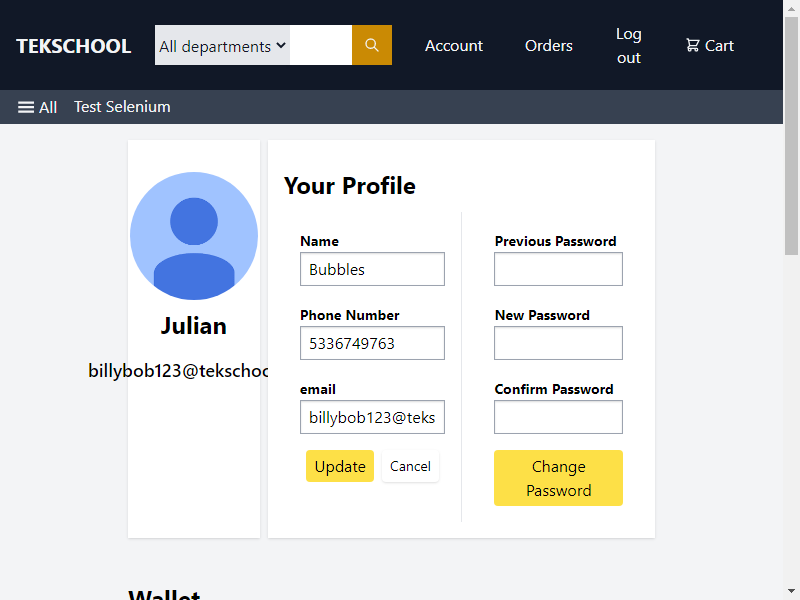 TEKSCHOOL
All departments
Account
Orders
Log
out
Cart
All
Test Selenium
Julian
billybob123@tekschoo
Your Profile
Name
Bubbles
Phone Number
5336749763
email
billybob123@teks
Update
Cancel
Previous Password
New Password
Confirm Password
Change
Password
Wallet